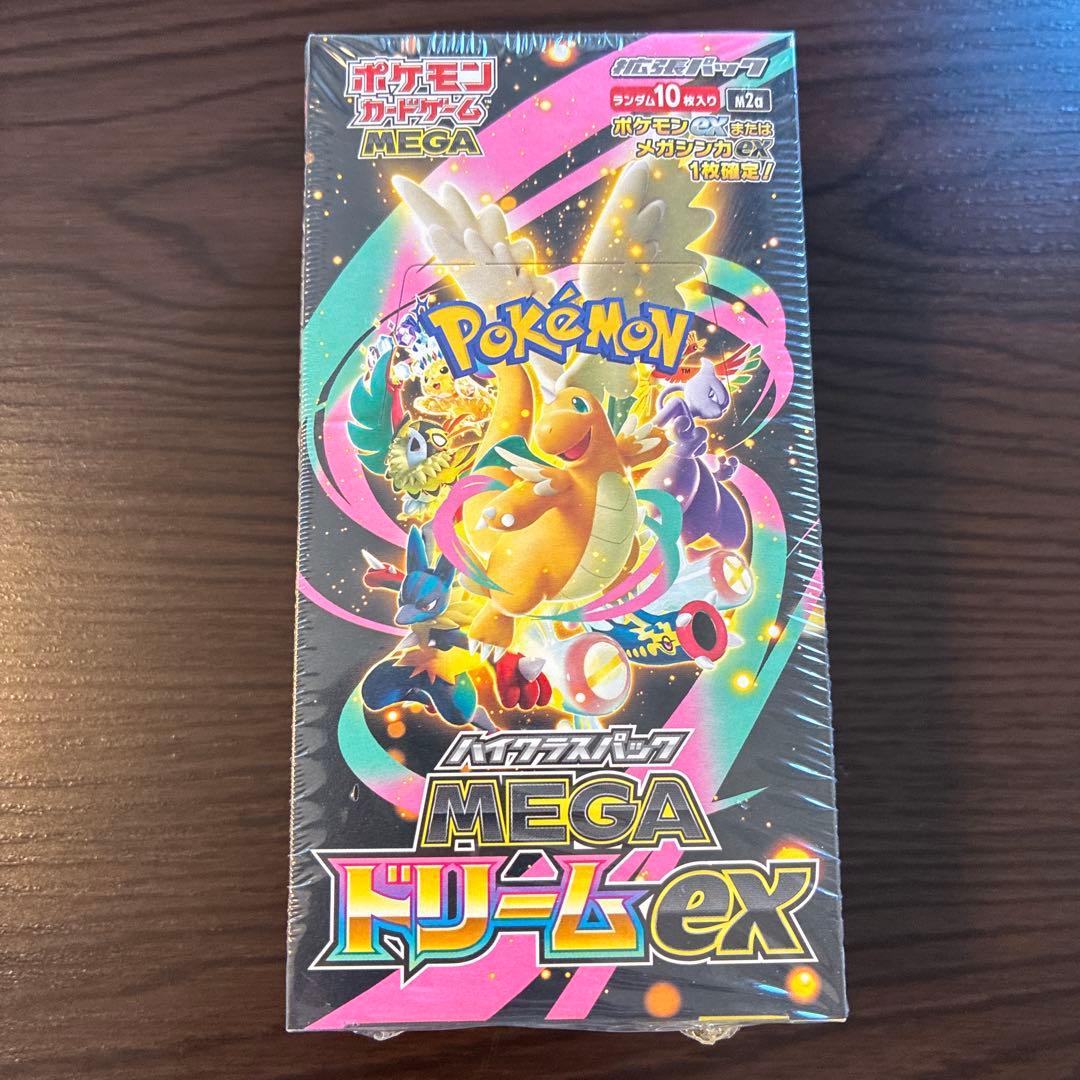 ポケモン
カードゲーム
MEGA
拡張パック
ランダム10枚入り M2a
ポケモンexまたは
メガシンカex
1枚確定!
POKéMON
TM
ハイクラスパック
MEGA
ドリームex